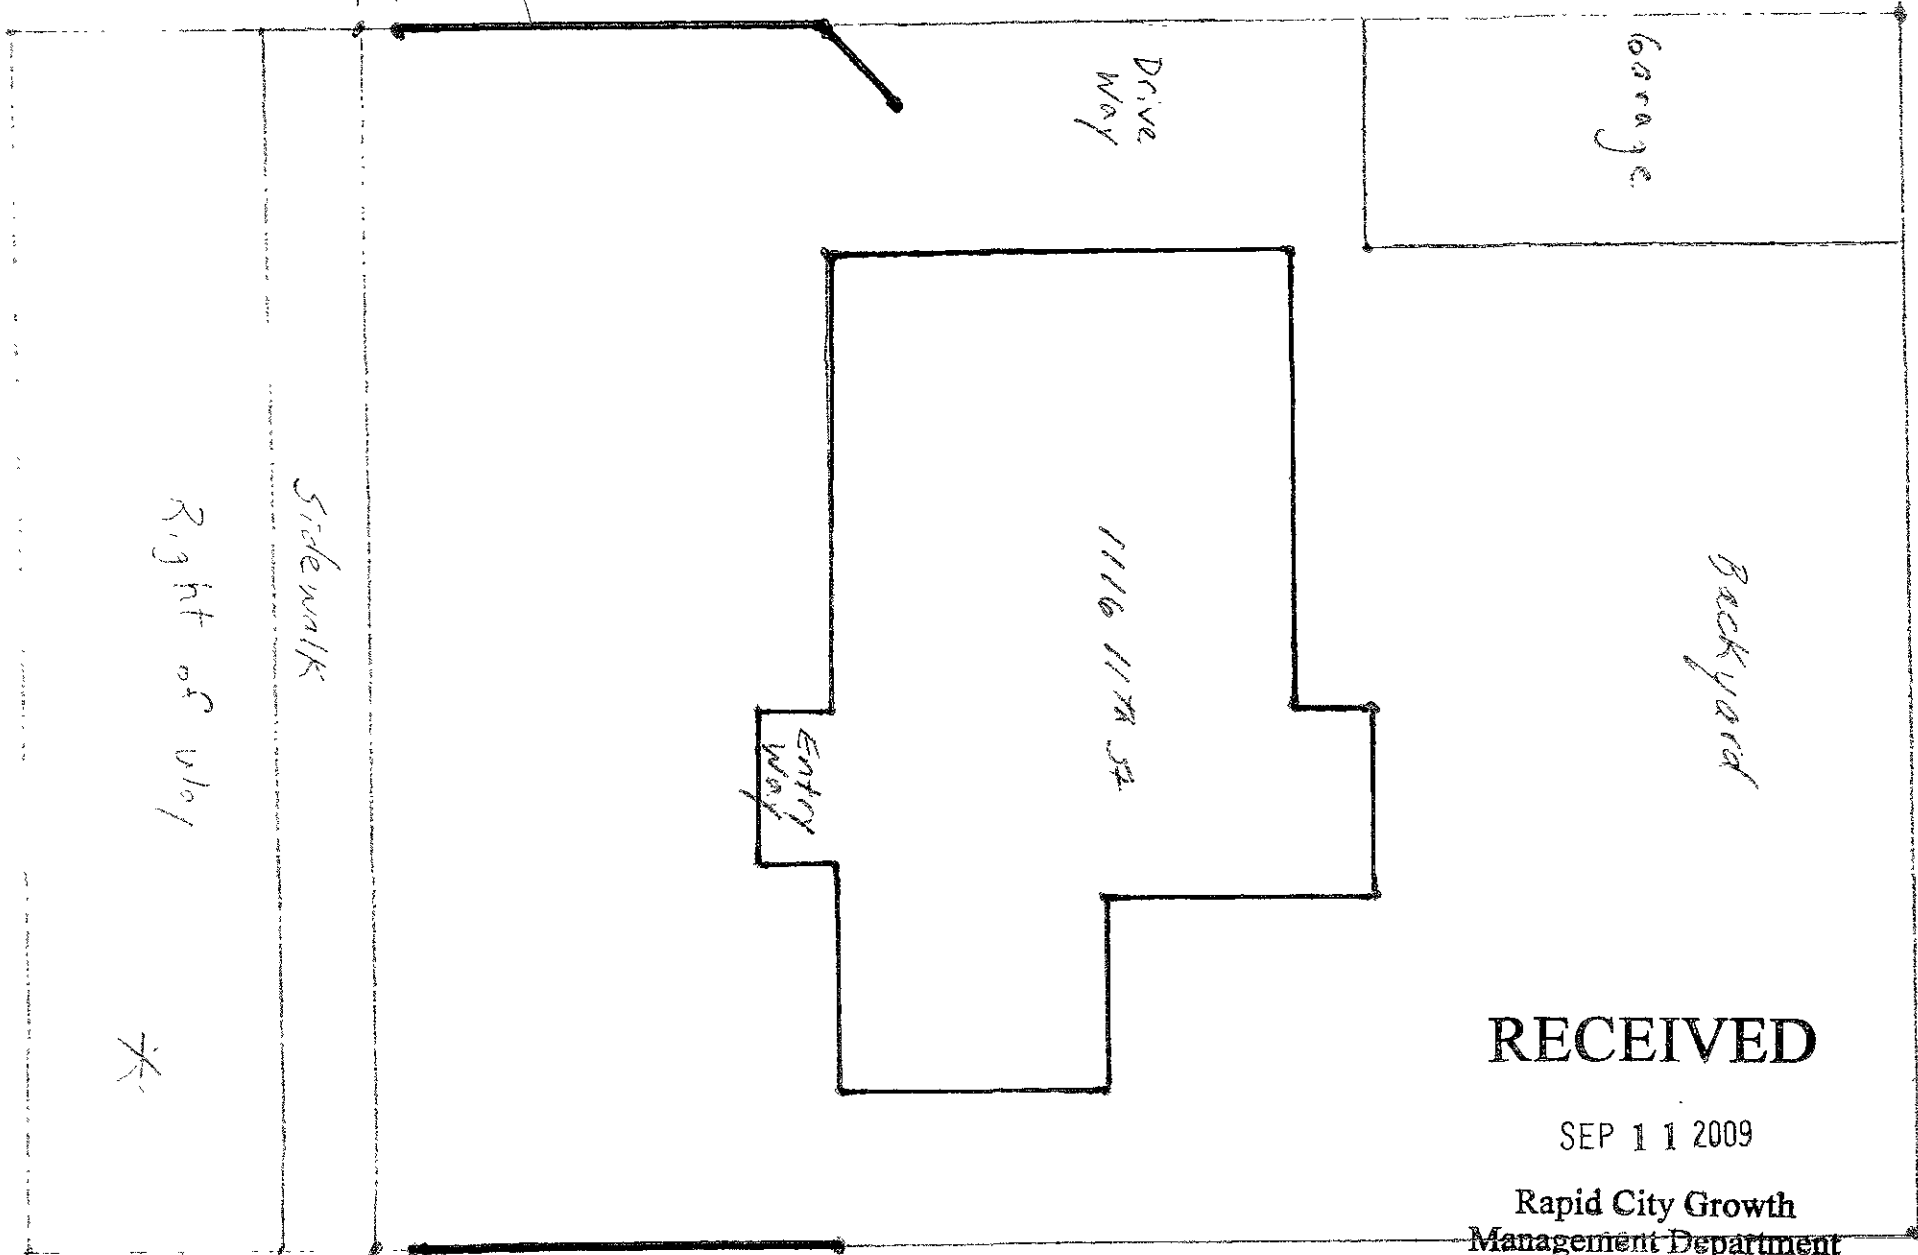 Garage
Drive
Way
Backyard
1116 11th St
Entry
Way
Sidewalk
Right of Way
RECEIVED
SEP 11 2009
Rapid City Growth
Management Department